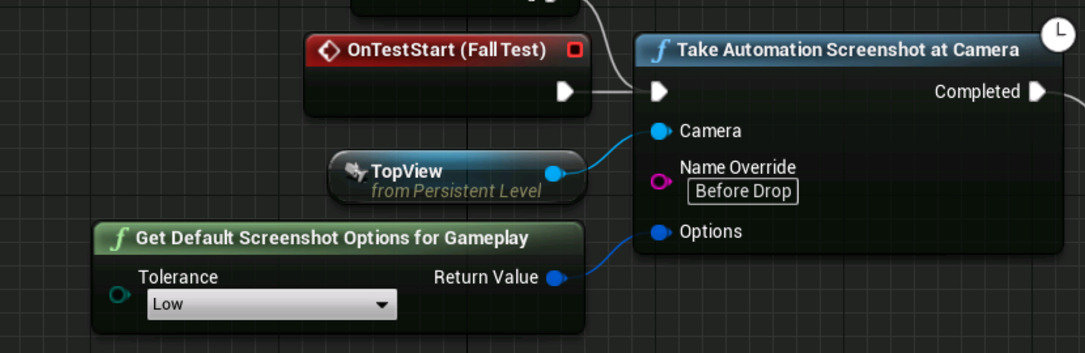 OnTestStart (Fall Test)
Take Automation Screenshot at Camera
Completed
Camera
TopView
from Persistent Level
Name Override
Before Drop
Get Default Screenshot Options for Gameplay
Options
Tolerance
Return Value
Low